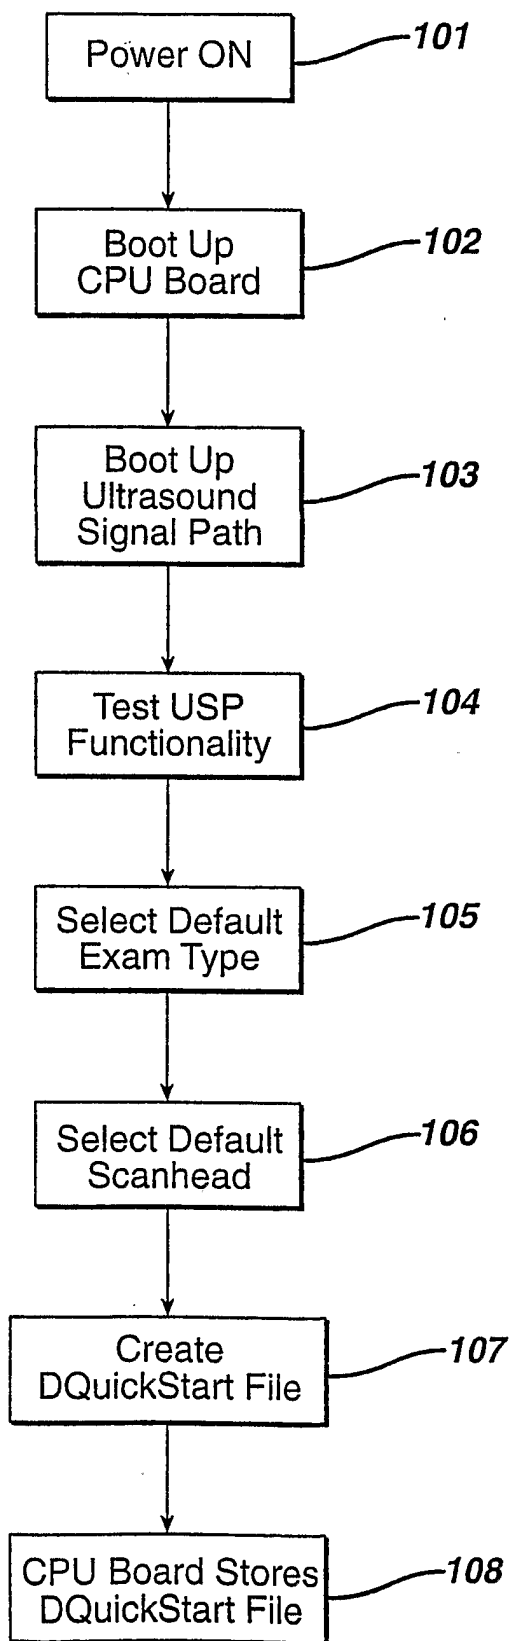 Power ON
101
Boot Up
CPU Board
102
Boot Up
Ultrasound
Signal Path
103
Test USP
Functionality
104
Select Default
Exam Type
105
Select Default
Scanhead
106
Create
DQuickStart File
107
CPU Board Stores
DQuickStart File
108